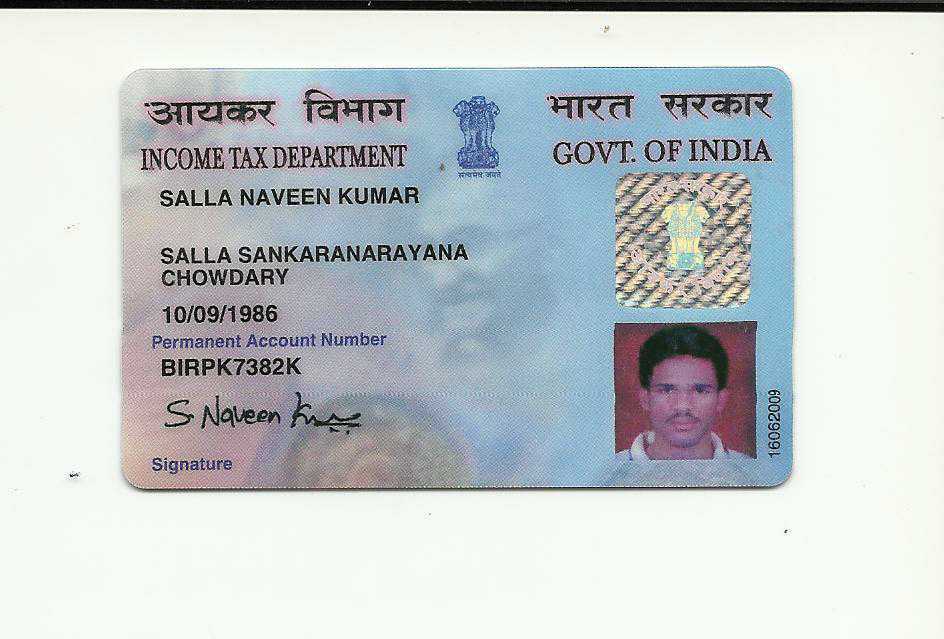 आयकर विभाग
भारत सरकार
INCOME TAX DEPARTMENT
GOVT. OF INDIA
सत्यमेव जयते
SALLA NAVEEN KUMAR
SALLA SANKARANARAYANA
CHOWDARY
10/09/1986
Permanent Account Number
BIRPK7382K
S. Naveen Kumar
Signature
16062009